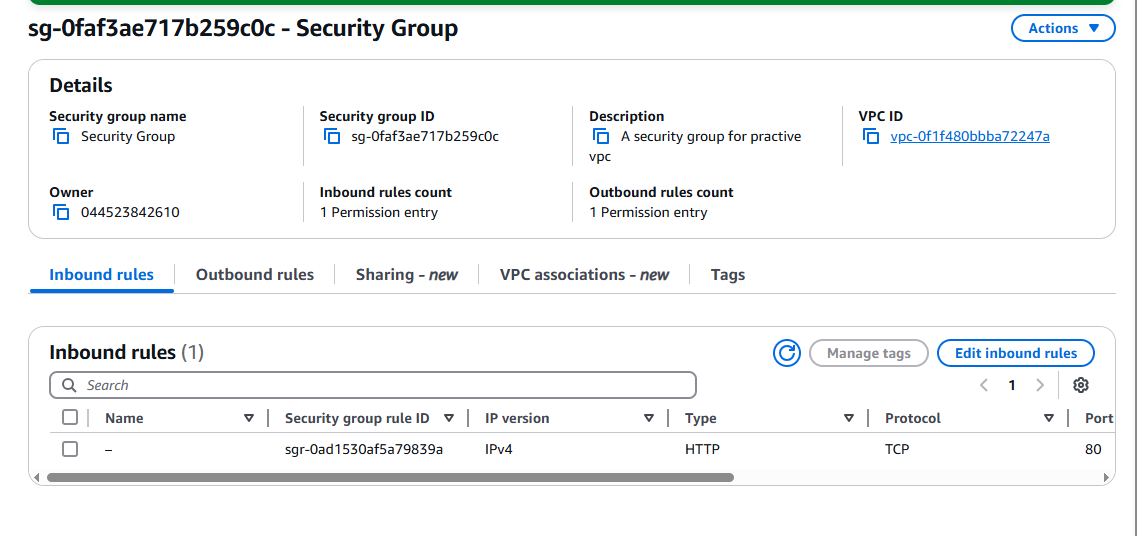 sg-0faf3ae717b259c0c - Security Group
Actions
Details
Security group name
Security Group
Security group ID
sg-0faf3ae717b259c0c
Description
A security group for practive
vpc
VPC ID
vpc-0f1f480bbba72247a
Owner
044523842610
Inbound rules count
1 Permission entry
Outbound rules count
1 Permission entry
Inbound rules
Outbound rules
Sharing - new
VPC associations - new
Tags
Inbound rules (1)
Manage tags
Edit inbound rules
Search
1
Name
Security group rule ID
IP version
Type
Protocol
Port
–
sgr-0ad1530af5a79839a
IPv4
HTTP
TCP
80